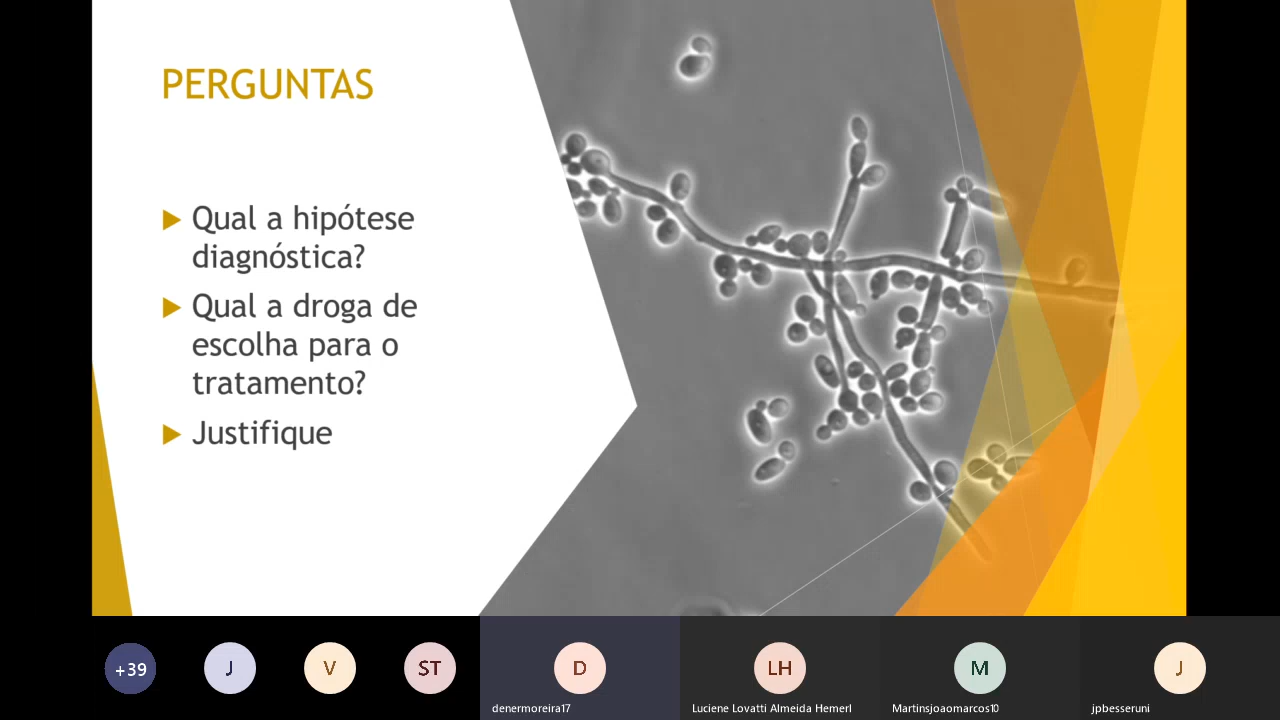 PERGUNTAS
Qual a hipótese
diagnóstica?
Qual a droga de
escolha para o
tratamento?
Justifique
+39
J
V
ST
D
LH
M
J
denermoreira17
Luciene Lovatti Almeida Hemerl
Martinsjoaomarcos10
jpbesseruni